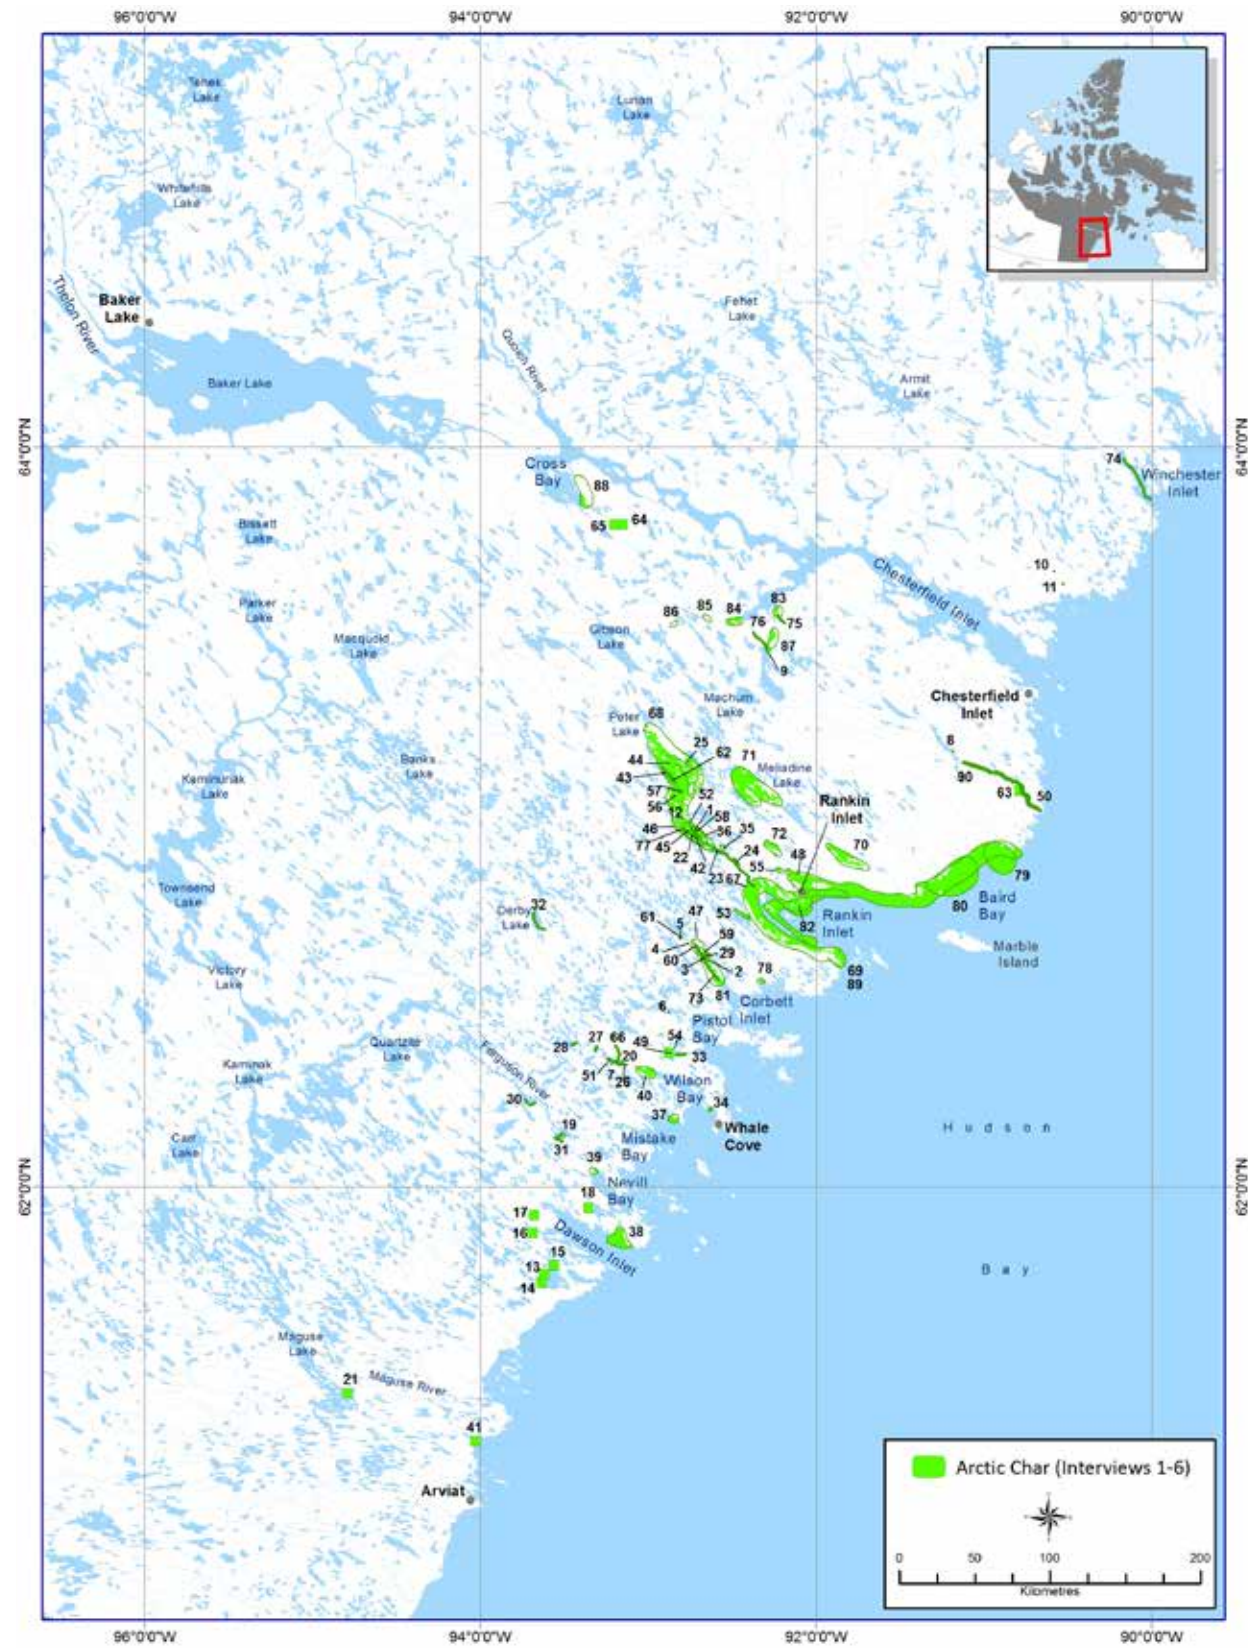 96°0'0"W 94°0'0"W 92°0'0"W 90°0'0"W
Tehek
Lake
Lunan
Lake
Whitehills
Lake
Thelon River
Baker
Lake
Baker Lake
Quoich River
Fehet
Lake
Armit
Lake
64°0'0"N
64°0'0"N
Cross
Bay
88
65
64
74
Winchester
Inlet
Bissett
Lake
10
11
Chesterfield Inlet
Parker
Lake
Macquoid
Lake
Gibson
Lake
86
85
84
83
76
75
87
9
Chesterfield
Inlet
Machum
Lake
Peter
Lake
68
25
62
71
Meliadine
Lake
44
43
57
56
52
12
1
58
46
36
35
77
45
22
42
23
24
67
72
48
55
70
Rankin
Inlet
8
90
63
50
Banks
Lake
Kaminuriak
Lake
Townsend
Lake
Derby
Lake
32
79
80
Baird
Bay
Rankin
Inlet
82
53
Marble
Island
69
89
47
61
5
4
59
60
29
3
2
73
81
78
Corbett
Inlet
6
Pistol
Bay
Victory
Lake
Quartzite
Lake
Kaminak
Lake
Ferguson River
28
27
66
49
54
33
20
51
7
26
40
Wilson
Bay
30
37
34
Whale
Cove
19
31
Mistake
Bay
Carr
Lake
39
Nevill
Bay
18
17
16
38
Dawson Inlet
15
13
14
62°0'0"N
62°0'0"N
Hudson
Bay
Maguse
Lake
Maguse River
21
41
Arviat
Arctic Char (Interviews 1-6)
0 50 100 200
Kilometres
96°0'0"W 94°0'0"W 92°0'0"W 90°0'0"W